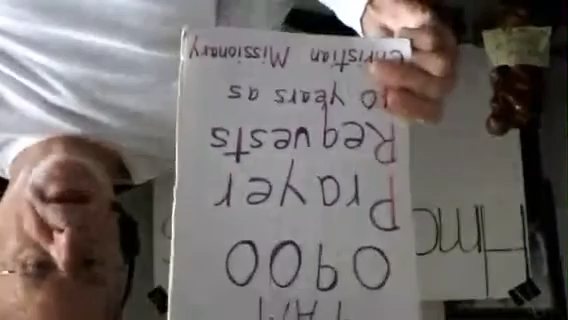 0900
Prayer
Requests
10 years as
Christian Missionary